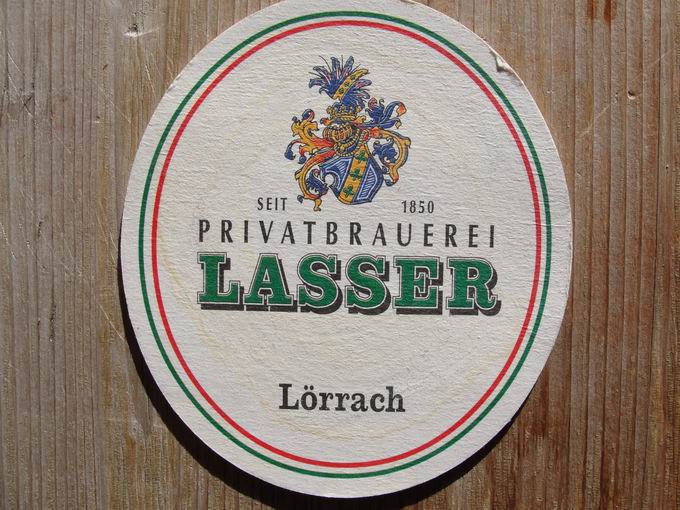 SEIT 1850
PRIVATBRAUEREI
LASSER
Lörrach